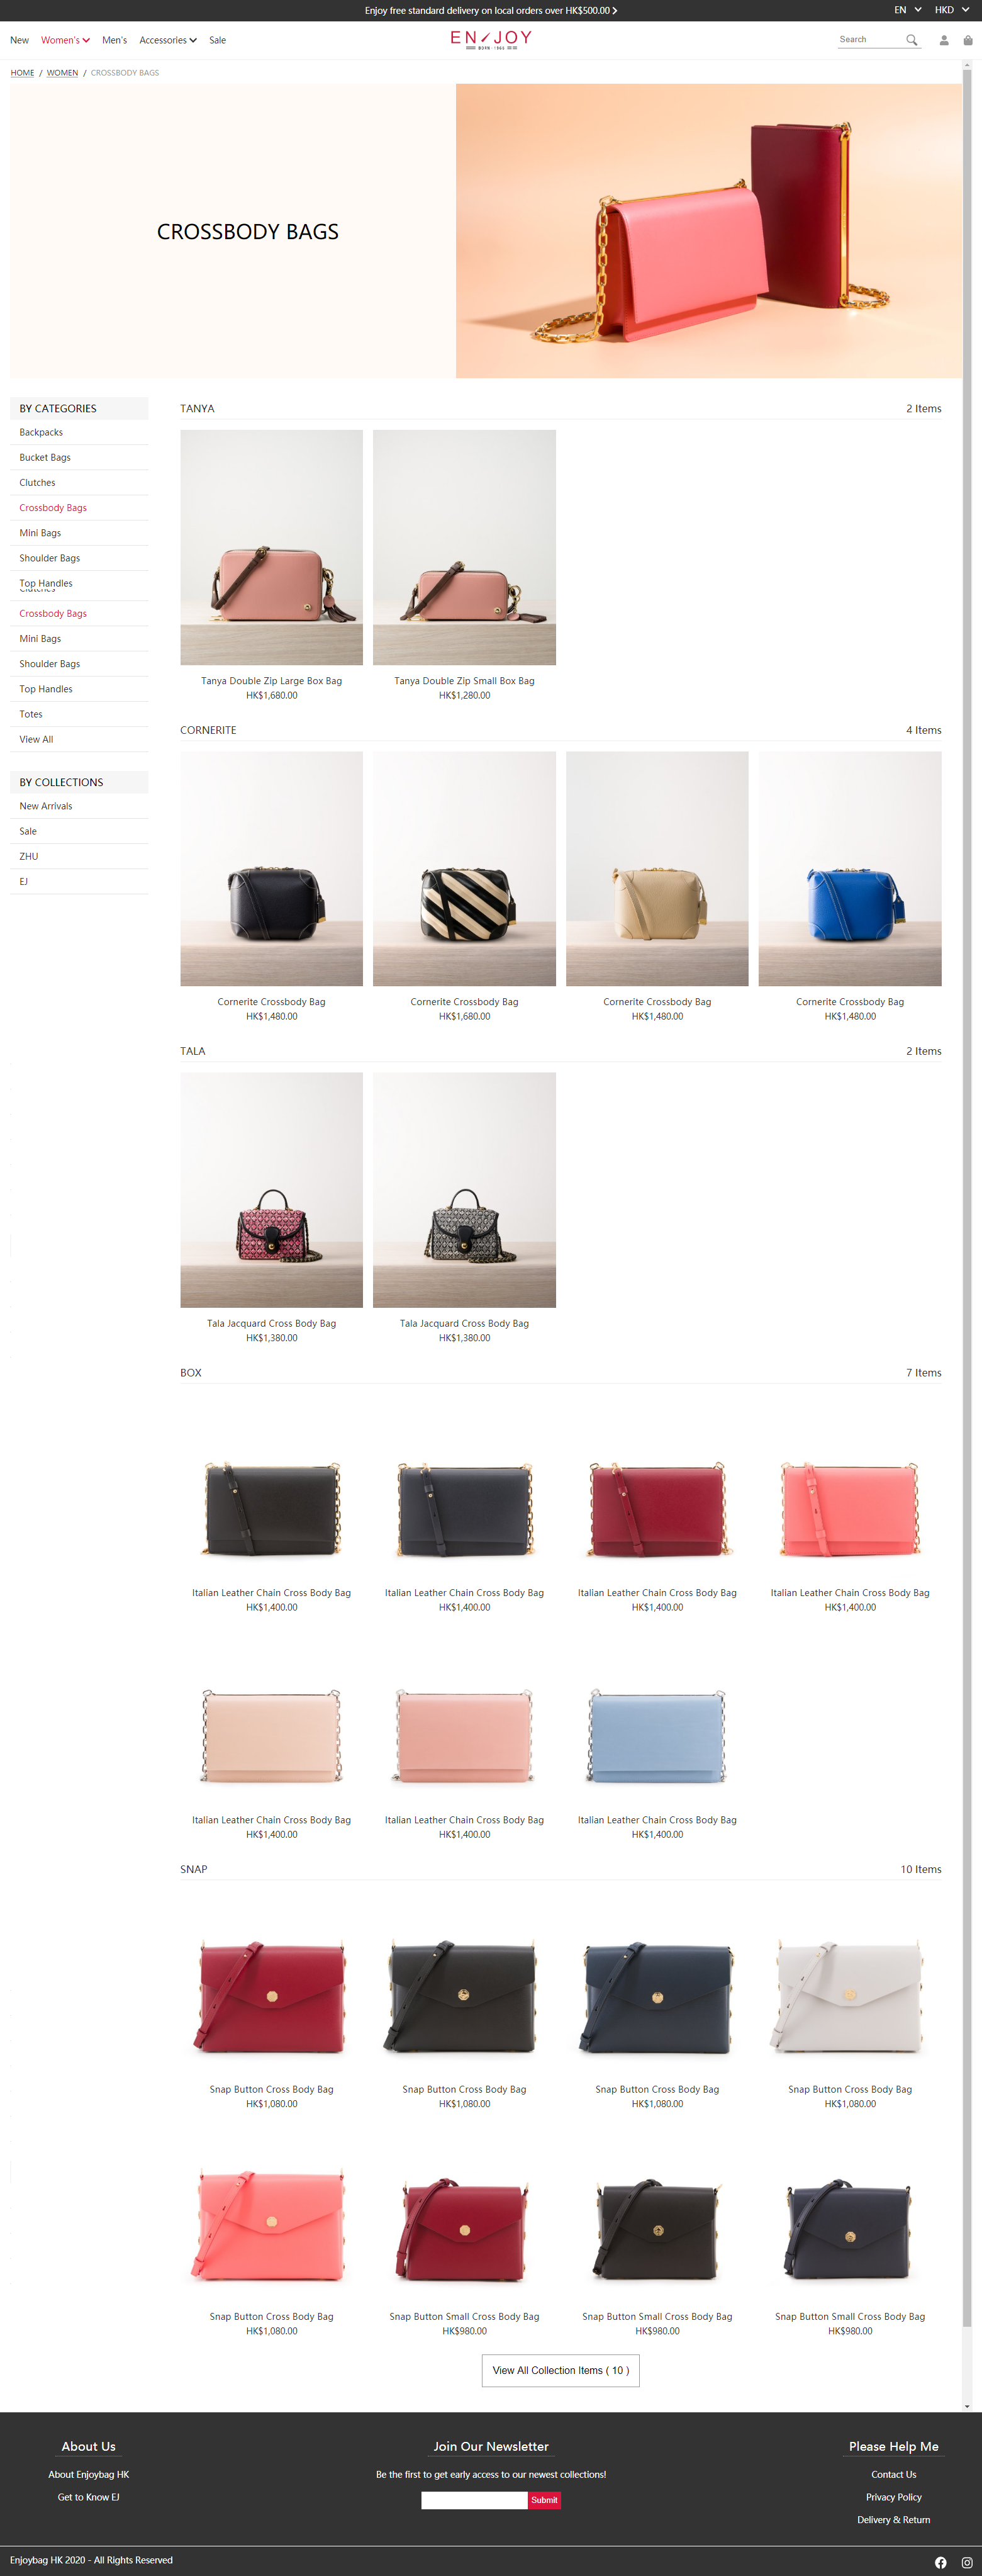 Enjoy free standard delivery on local orders over HK$500.00
EN HKD
New Women's Men's Accessories Sale
EN/JOY
BORN 1965
Search
HOME / WOMEN / CROSSBODY BAGS
CROSSBODY BAGS
BY CATEGORIES
Backpacks
Bucket Bags
Clutches
Crossbody Bags
Mini Bags
Shoulder Bags
Top Handles
Clutches
Crossbody Bags
Mini Bags
Shoulder Bags
Top Handles
Totes
View All
BY COLLECTIONS
New Arrivals
Sale
ZHU
EJ
TANYA 2 Items
Tanya Double Zip Large Box Bag
HK$1,680.00
Tanya Double Zip Small Box Bag
HK$1,280.00
CORNERITE 4 Items
Cornerite Crossbody Bag
HK$1,480.00
Cornerite Crossbody Bag
HK$1,680.00
Cornerite Crossbody Bag
HK$1,480.00
Cornerite Crossbody Bag
HK$1,480.00
TALA 2 Items
Tala Jacquard Cross Body Bag
HK$1,380.00
Tala Jacquard Cross Body Bag
HK$1,380.00
BOX 7 Items
Italian Leather Chain Cross Body Bag
HK$1,400.00
Italian Leather Chain Cross Body Bag
HK$1,400.00
Italian Leather Chain Cross Body Bag
HK$1,400.00
Italian Leather Chain Cross Body Bag
HK$1,400.00
Italian Leather Chain Cross Body Bag
HK$1,400.00
Italian Leather Chain Cross Body Bag
HK$1,400.00
Italian Leather Chain Cross Body Bag
HK$1,400.00
SNAP 10 Items
Snap Button Cross Body Bag
HK$1,080.00
Snap Button Cross Body Bag
HK$1,080.00
Snap Button Cross Body Bag
HK$1,080.00
Snap Button Cross Body Bag
HK$1,080.00
Snap Button Cross Body Bag
HK$1,080.00
Snap Button Small Cross Body Bag
HK$980.00
Snap Button Small Cross Body Bag
HK$980.00
Snap Button Small Cross Body Bag
HK$980.00
View All Collection Items ( 10 )
About Us
About Enjoybag HK
Get to Know EJ
Join Our Newsletter
Be the first to get early access to our newest collections!
Submit
Please Help Me
Contact Us
Privacy Policy
Delivery & Return
Enjoybag HK 2020 - All Rights Reserved